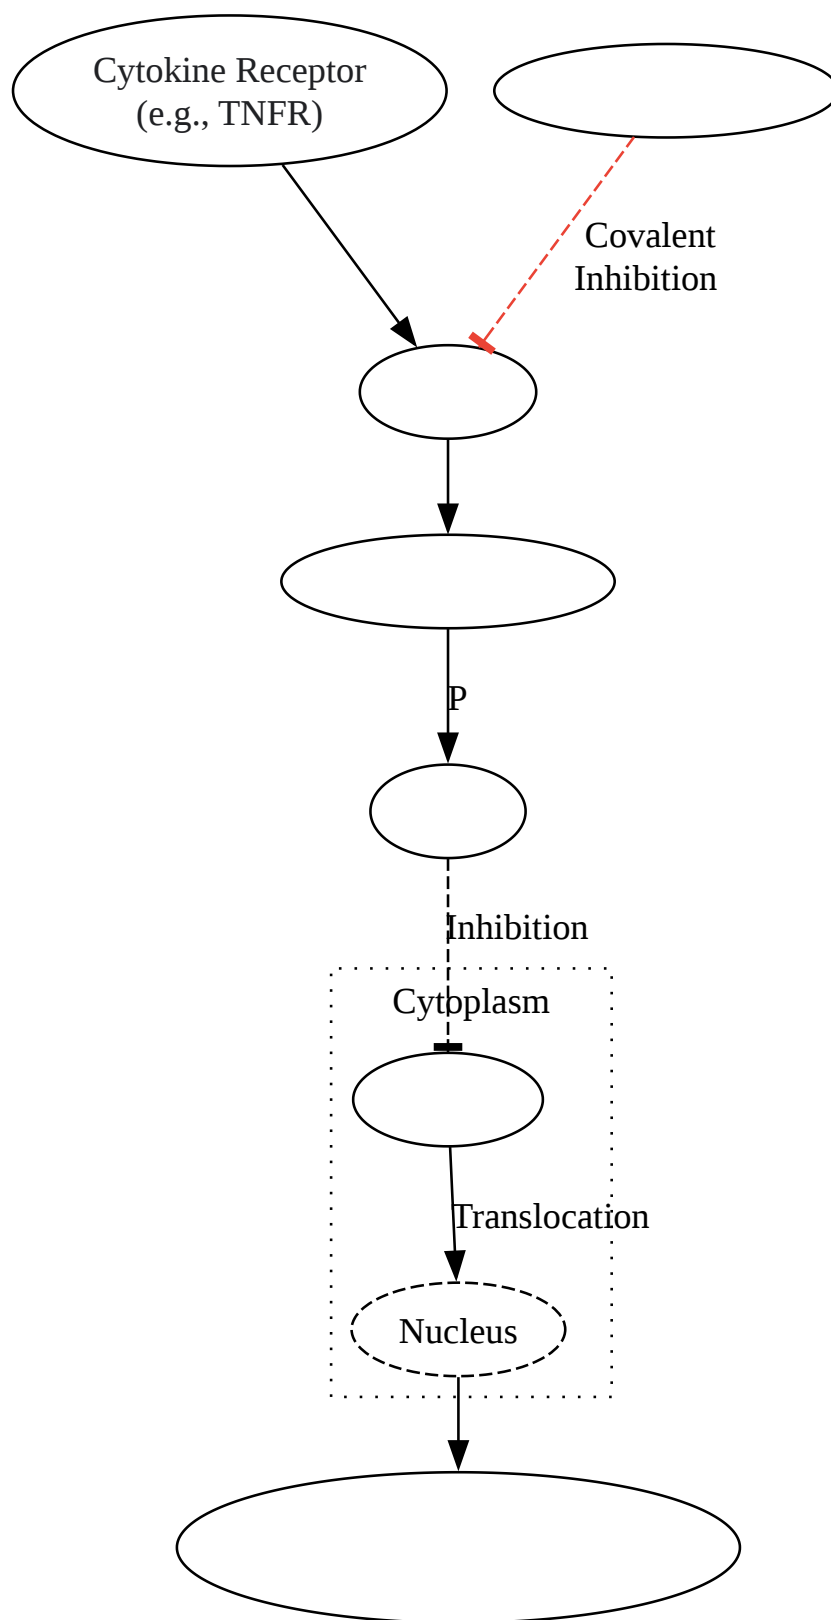 Cytokine Receptor
(e.g., TNFR)
Covalent
Inhibition
P
Inhibition
Cytoplasm
Translocation
Nucleus